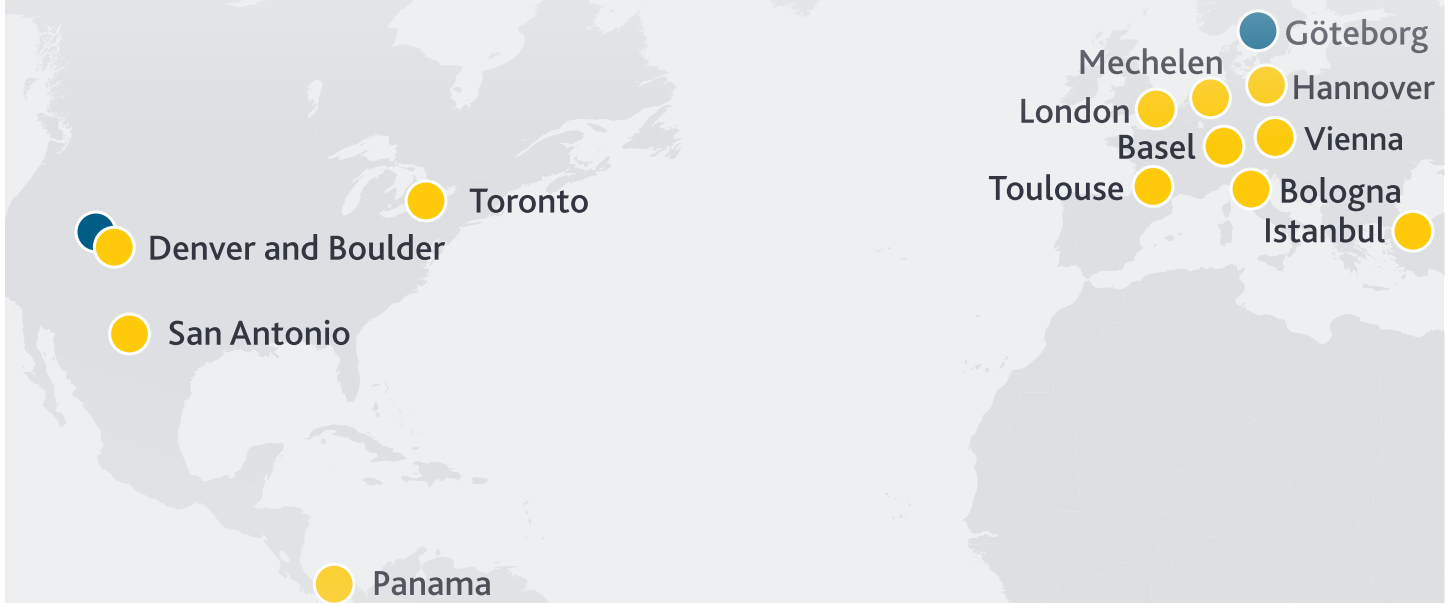 Göteborg
Mechelen
Hannover
London
Vienna
Basel
Toulouse
Bologna
Toronto
Istanbul
Denver and Boulder
San Antonio
Panama